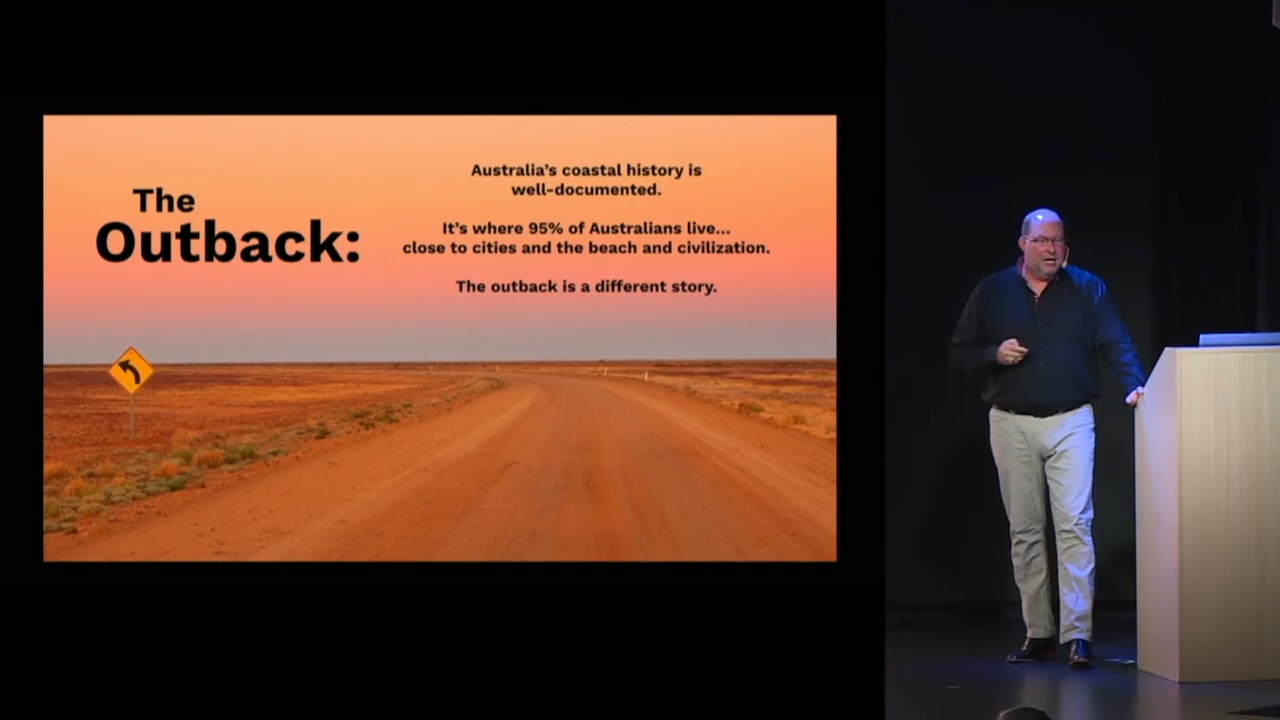 The
Outback:
Australia's coastal history is
well-documented.
It's where 95% of Australians live...
close to cities and the beach and civilization.
The outback is a different story.